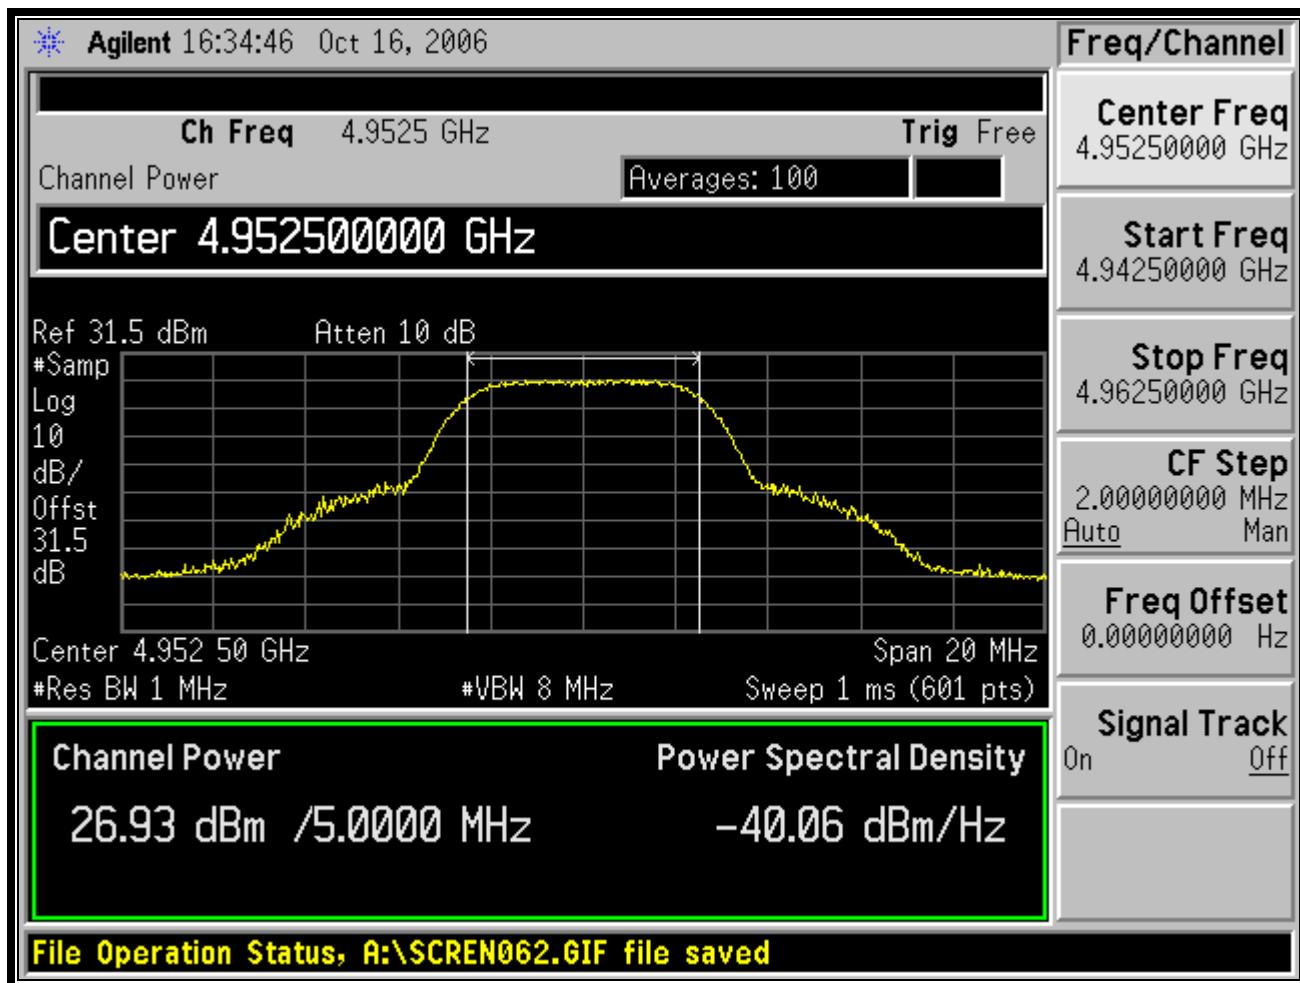 Agilent 16:34:46 Oct 16, 2006
Freq/Channel
Ch Freq 4.9525 GHz Trig Free
Channel Power Averages: 100
Center 4.952500000 GHz
Ref 31.5 dBm Atten 10 dB
#Samp
Log
10
dB/
Offst
31.5
dB
Center 4.952 50 GHz Span 20 MHz
#Res BW 1 MHz #VBW 8 MHz Sweep 1 ms (601 pts)
Channel Power Power Spectral Density
26.93 dBm /5.0000 MHz -40.06 dBm/Hz
File Operation Status, A:\SCREN062.GIF file saved
Center Freq
4.95250000 GHz
Start Freq
4.94250000 GHz
Stop Freq
4.96250000 GHz
CF Step
2.00000000 MHz
Auto Man
Freq Offset
0.00000000 Hz
Signal Track
On Off